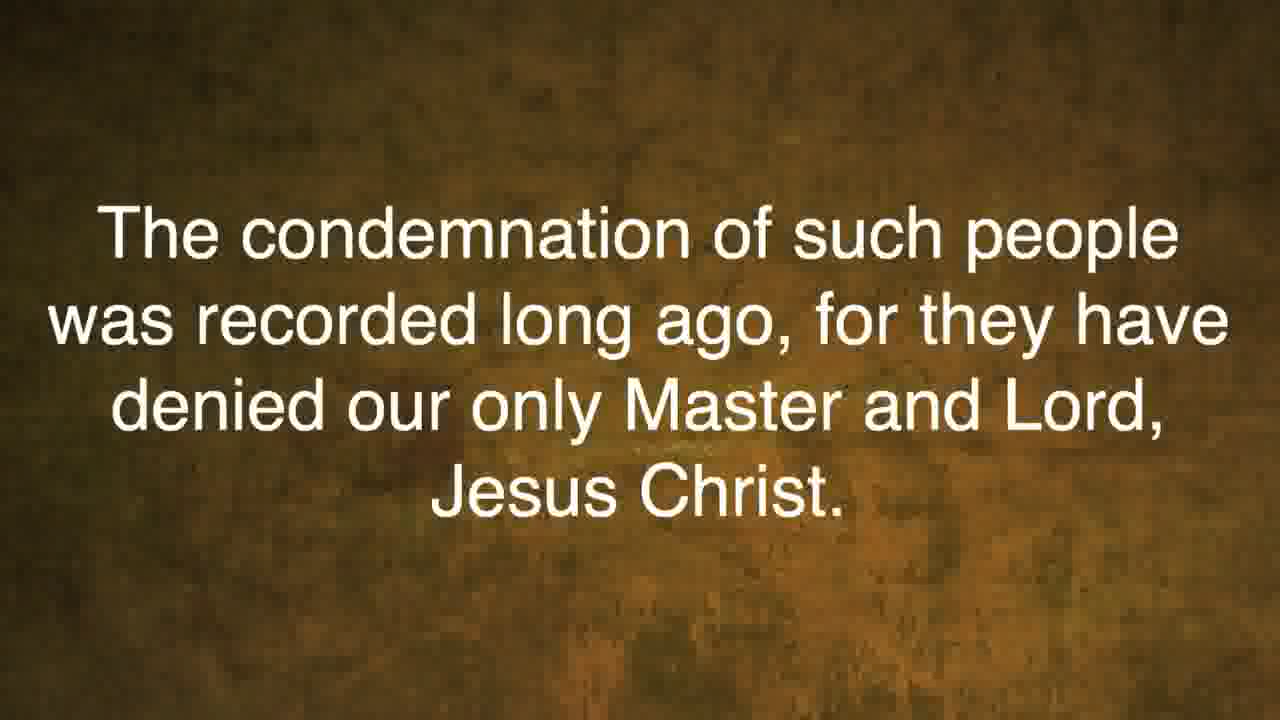 The condemnation of such people
was recorded long ago, for they have
denied our only Master and Lord,
Jesus Christ.